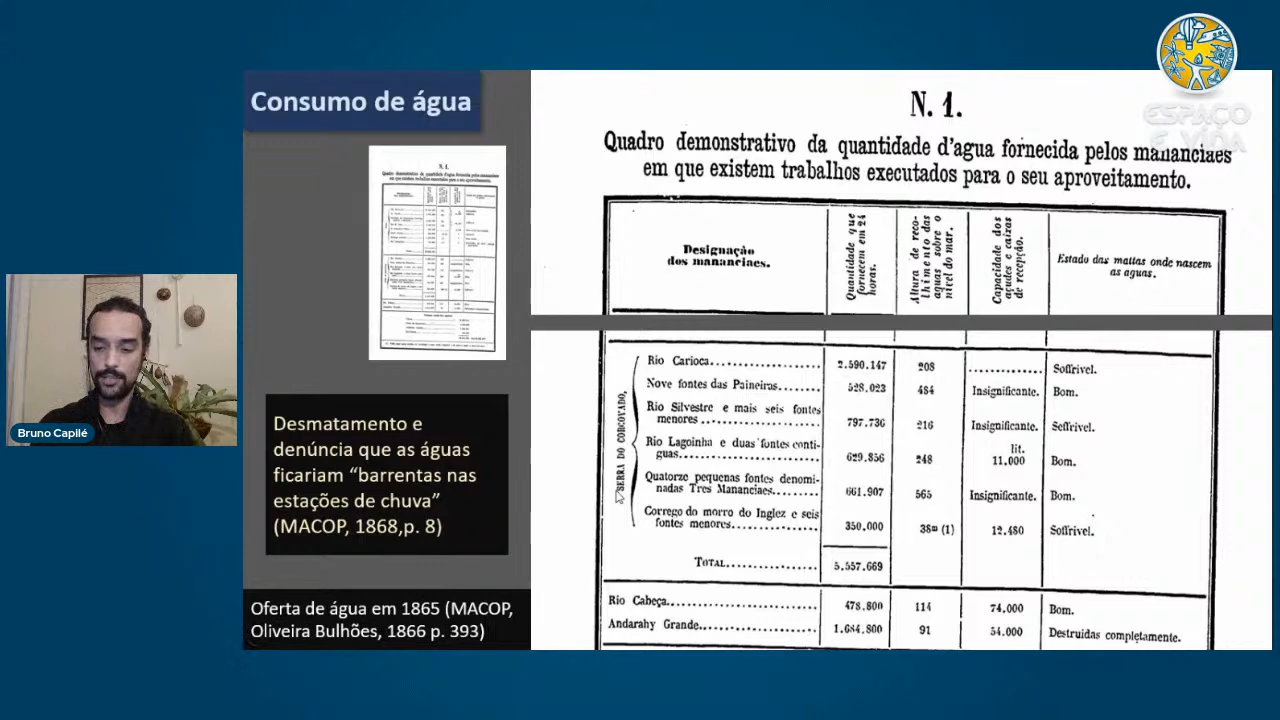 ESPAÇO
E VIDA
Consumo de água
Bruno Capilé
Desmatamento e
denúncia que as águas
ficariam “barrentas nas
estações de chuva”
(MACOP, 1868,p. 8)
Oferta de água em 1865 (MACOP,
Oliveira Bulhões, 1866 p. 393)
N. 1.
Quadro demonstrativo da quantidade d'agua fornecida pelos mananciaes
em que existem trabalhos executados para o seu aproveitamento.
Designação
dos mananciaes.
Quantidade que
fornecem em 24
horas.
Altura de reco-
lhimento das
aguas sobre o
nivel do mar.
Capacidade dos
açudes e caixas
de recepção.
Estado das mattas onde nascem
as aguas.
SERRA DO CORCOVADO,
Rio Carioca.................. 2.590.147 208 ............. Soffrivel.
Nove fontes das Paineiras....... 528.023 484 Insignificante. Bom.
Rio Silvestre e mais seis fontes
menores.................. 797.736 216 Insignificante. Soffrivel.
Rio Lagoinha e duas fontes conti-
guas..................... 629.856 248 lit. 11.000 Bom.
Quatorze pequenas fontes denomi-
nadas Tres Mananciaes........ 661.907 565 Insignificante. Bom.
Corrego do morro do Inglez e seis
fontes menores.............. 350.000 38m (1) 12.480 Soffrivel.
TOTAL................ 5.557.669
Rio Cabeça......................... 478.800 114 74.000 Bom.
Andarahy Grande.................... 1.684.800 91 54.000 Destruidas completamente.